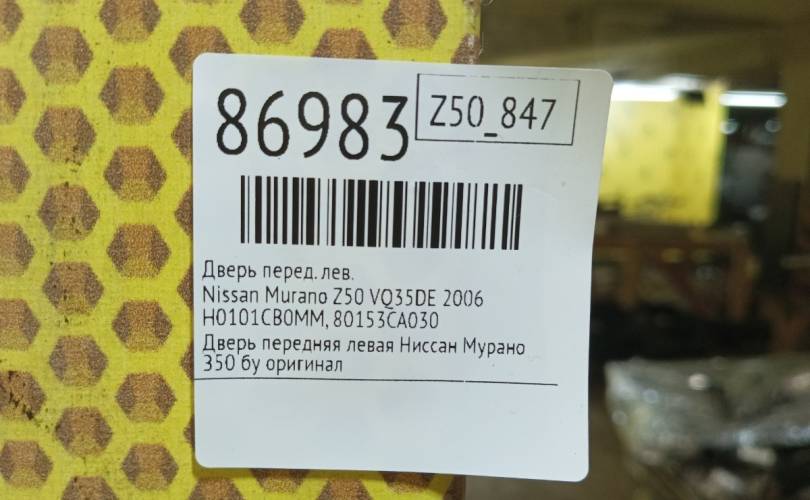 86983
Z50_847
Дверь перед. лев.
Nissan Murano Z50 VQ35DE 2006
H0101CB0MM, 80153CA030
Дверь передняя левая Ниссан Мурано
З50 бу оригинал